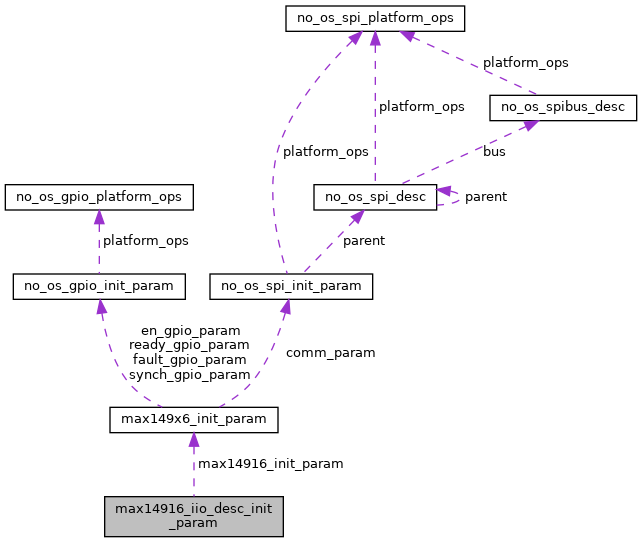 no_os_spi_platform_ops
platform_ops
no_os_spibus_desc
platform_ops
platform_ops
bus
no_os_gpio_platform_ops
no_os_spi_desc
parent
platform_ops
parent
no_os_gpio_init_param
no_os_spi_init_param
en_gpio_param
ready_gpio_param
fault_gpio_param
synch_gpio_param
comm_param
max149x6_init_param
max14916_init_param
max14916_iio_desc_init
_param